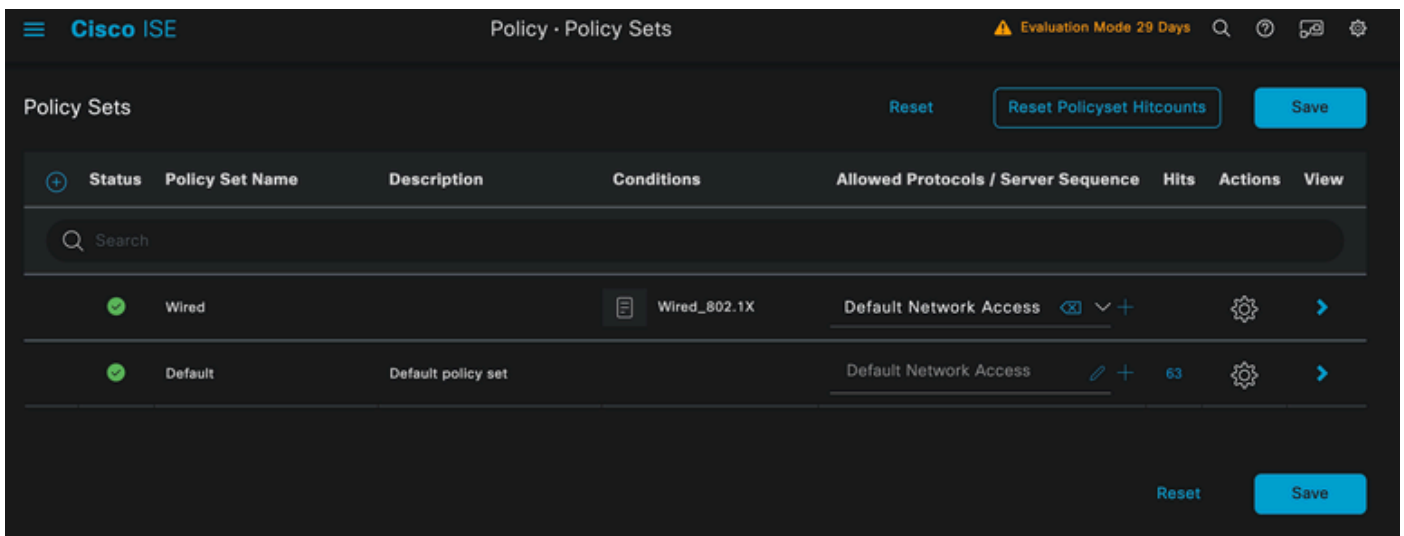 Cisco ISE Policy · Policy Sets Evaluation Mode 29 Days
Policy Sets Reset Reset Policyset Hitcounts Save
Status Policy Set Name Description Conditions Allowed Protocols / Server Sequence Hits Actions View
Search
Wired Wired_802.1X Default Network Access
Default Default policy set Default Network Access 63
Reset Save